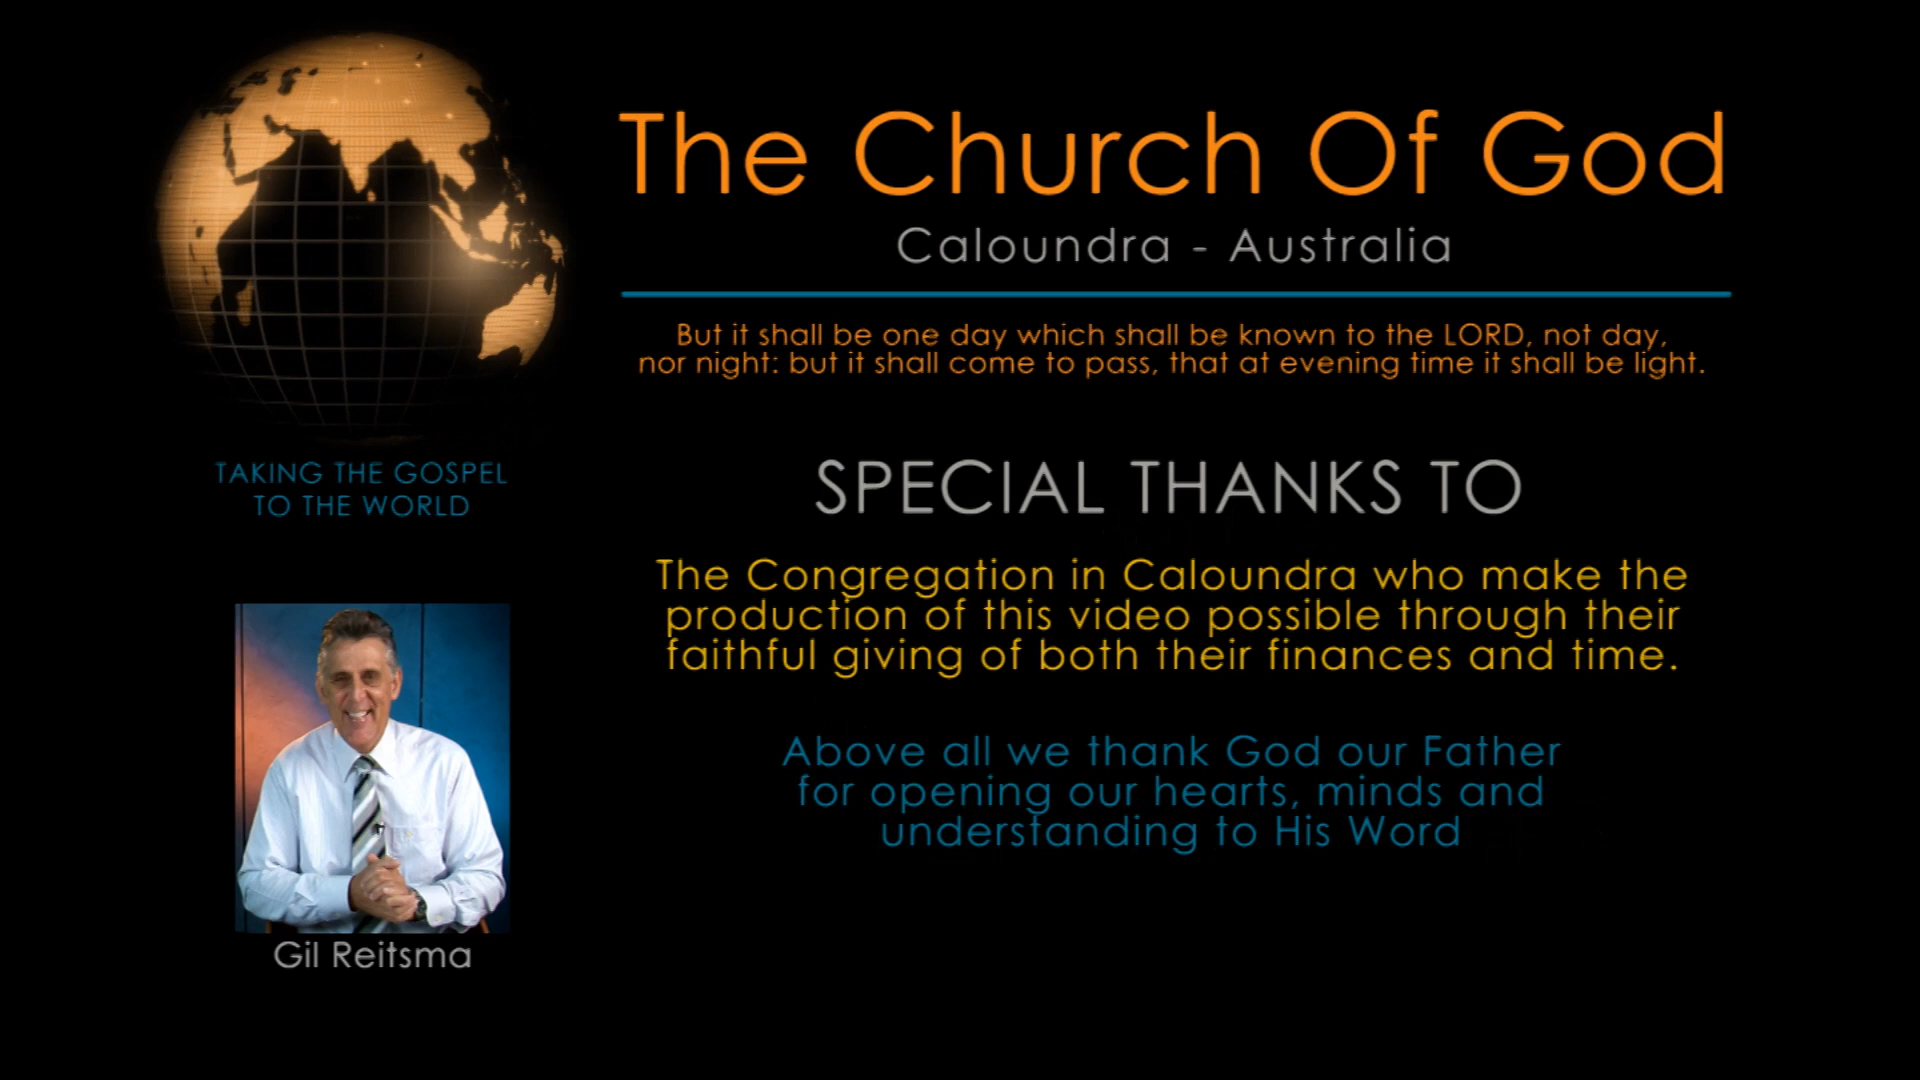 The Church Of God
Caloundra - Australia
But it shall be one day which shall be known to the LORD, not day,
nor night: but it shall come to pass, that at evening time it shall be light.
TAKING THE GOSPEL
TO THE WORLD
SPECIAL THANKS TO
The Congregation in Caloundra who make the
production of this video possible through their
faithful giving of both their finances and time.
Above all we thank God our Father
for opening our hearts, minds and
understanding to His Word
Gil Reitsma